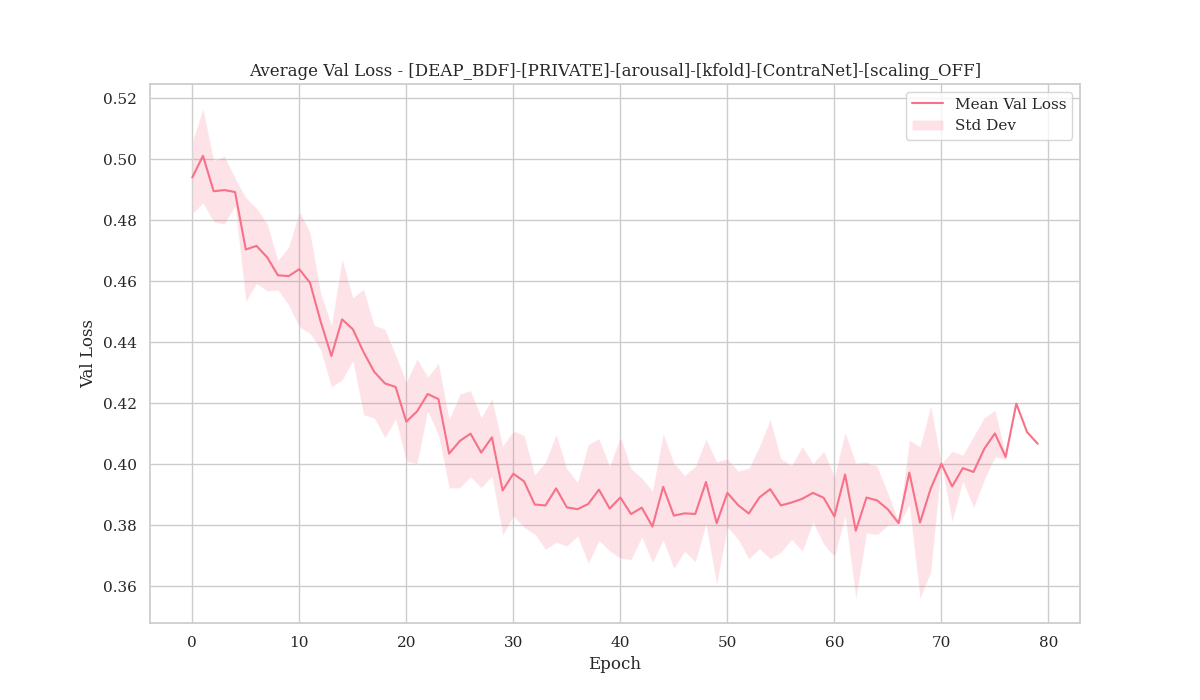 Average Val Loss - [DEAP_BDF]-[PRIVATE]-[arousal]-[kfold]-[ContraNet]-[scaling_OFF]
Mean Val Loss
Std Dev
Val Loss
0.52
0.50
0.48
0.46
0.44
0.42
0.40
0.38
0.36
0 10 20 30 40 50 60 70 80
Epoch